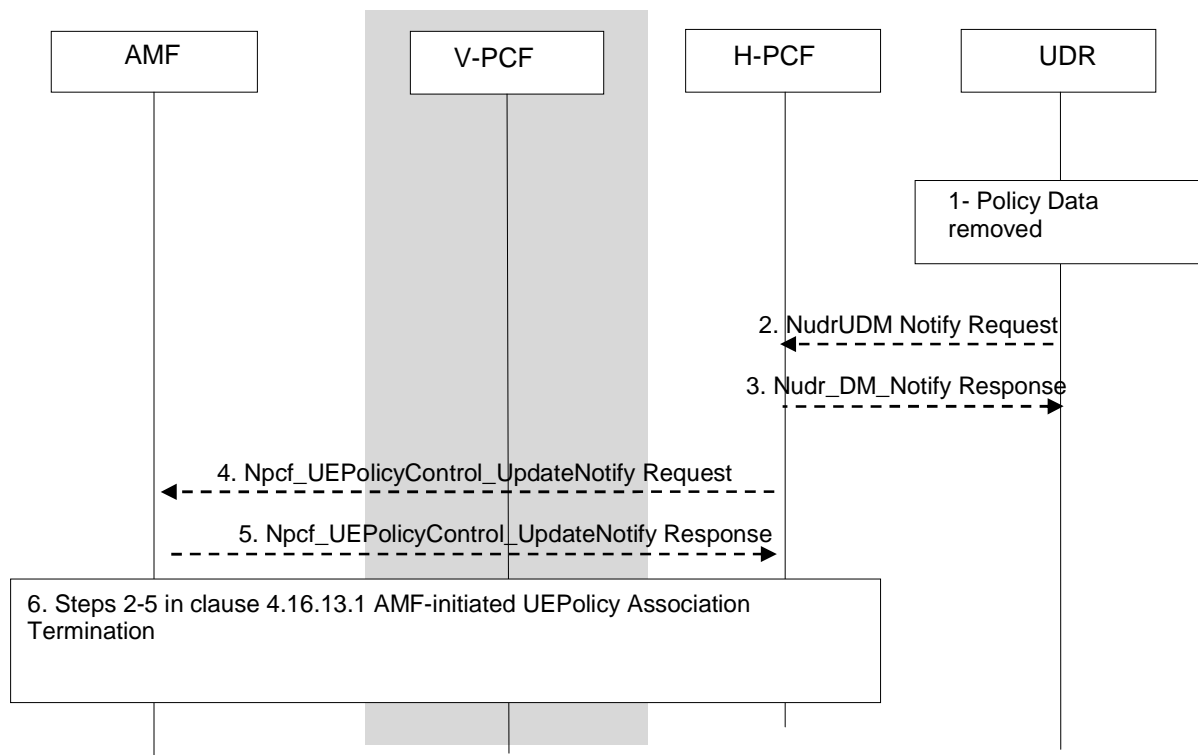 AMF
V-PCF
H-PCF
UDR
1- Policy Data
removed
2. NudrUDM Notify Request
3. Nudr_DM_Notify Response
4. Npcf_UEPolicyControl_UpdateNotify Request
5. Npcf_UEPolicyControl_UpdateNotify Response
6. Steps 2-5 in clause 4.16.13.1 AMF-initiated UEPolicy Association
Termination